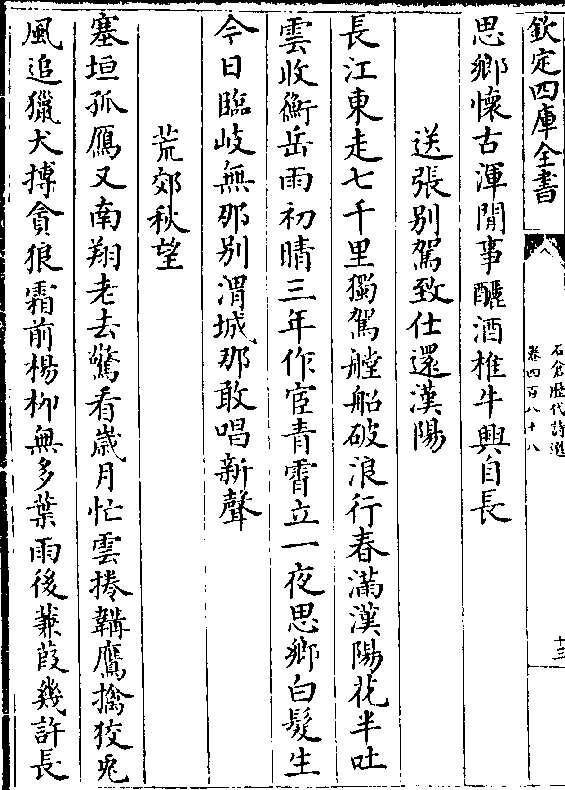 欽定四庫全書
石倉歷代詩選
卷四百八十八
十三
思鄉懷古渾閒事釃酒椎牛興自長
送張别駕致仕還漢陽
長江東走七千里獨駕艎船破浪行春滿漢陽花半吐
雲收衡岳雨初晴三年作宦青霄立一夜思鄉白髮生
今日臨岐無那别渭城那敢唱新聲
荒郊秋望
塞垣孤鴈又南翔老去驚看歲月忙雲捲鞲鷹擒狡兎
風追獵犬搏貪狼霜前楊柳無多葉雨後蒹葭幾許長